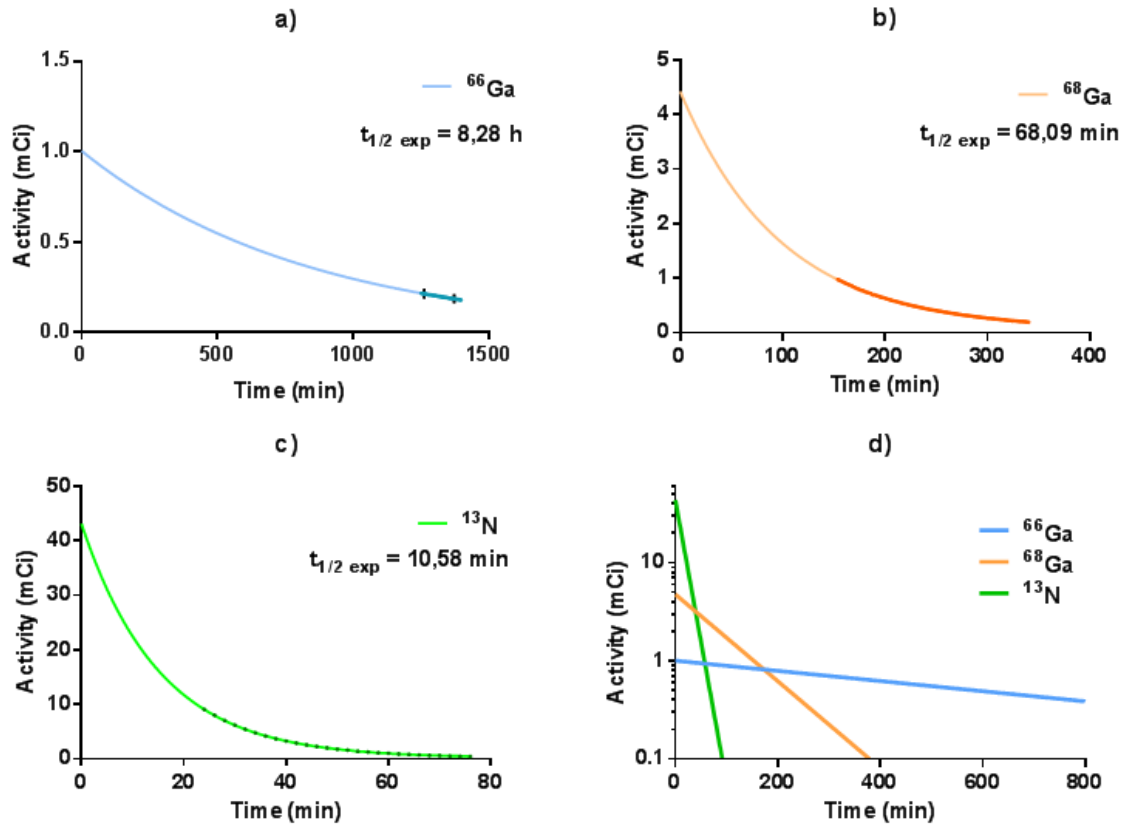 a)
1.5
1.0
0.5
0.0
0
500
1000
1500
Activity (mCi)
Time (min)
⁶⁶Ga
t₁/₂ exp = 8,28 h
b)
5
4
3
2
1
0
0
100
200
300
400
Activity (mCi)
Time (min)
⁶⁸Ga
t₁/₂ exp = 68,09 min
c)
50
40
30
20
10
0
0
20
40
60
80
Activity (mCi)
Time (min)
¹³N
t₁/₂ exp = 10,58 min
d)
10
1
0.1
0
200
400
600
800
Activity (mCi)
Time (min)
⁶⁶Ga
⁶⁸Ga
¹³N